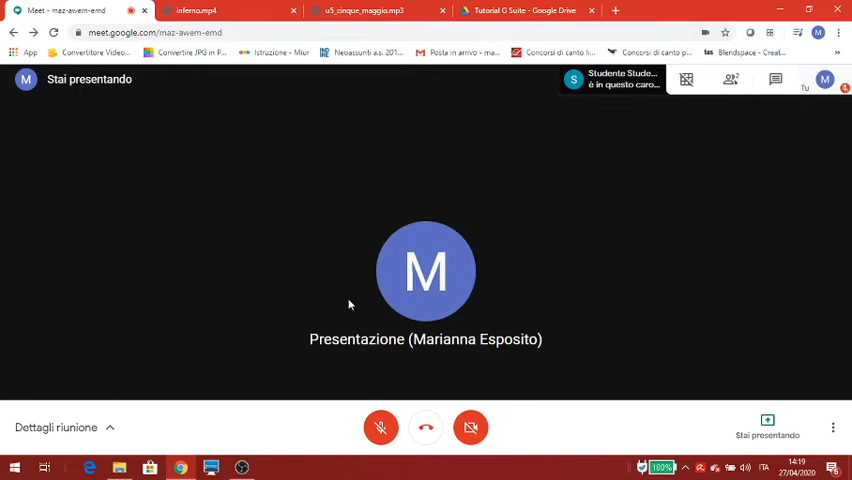 Meet - maz-awem-emd
inferno.mp4
u5_cinque_maggio.mp3
Tutorial G Suite - Google Drive
meet.google.com/maz-awem-emd
M
App
Convertitore Video...
Convertire JPG in P...
Istruzione - Miur
Neoassunti a.s. 201...
Posta in arrivo - ma...
Concorsi di canto li...
Concorsi di canto p...
Blendspace - Creat...
M
Stai presentando
S
Studente Stude...
è in questo caro...
2
Tu
M
M
Presentazione (Marianna Esposito)
Dettagli riunione
Stai presentando
100%
ITA
14:19
27/04/2020
6